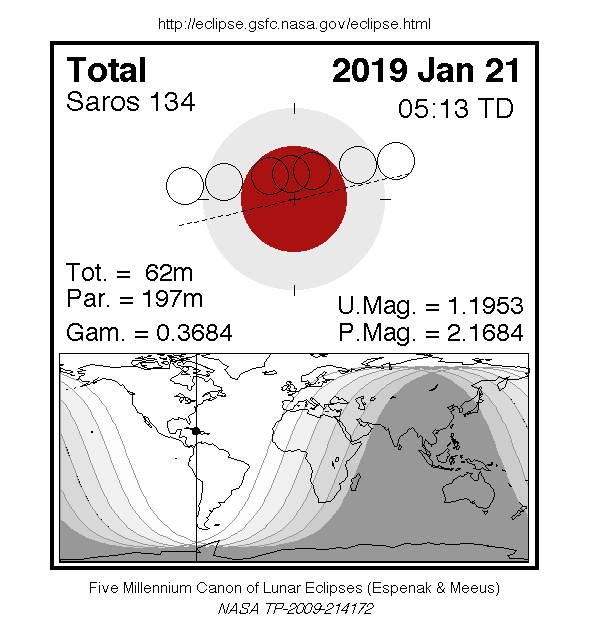 http://eclipse.gsfc.nasa.gov/eclipse.html
Total 2019 Jan 21
Saros 134 05:13 TD
Tot. = 62m
Par. = 197m
Gam. = 0.3684
U.Mag. = 1.1953
P.Mag. = 2.1684
Five Millennium Canon of Lunar Eclipses (Espenak & Meeus)
NASA TP-2009-214172